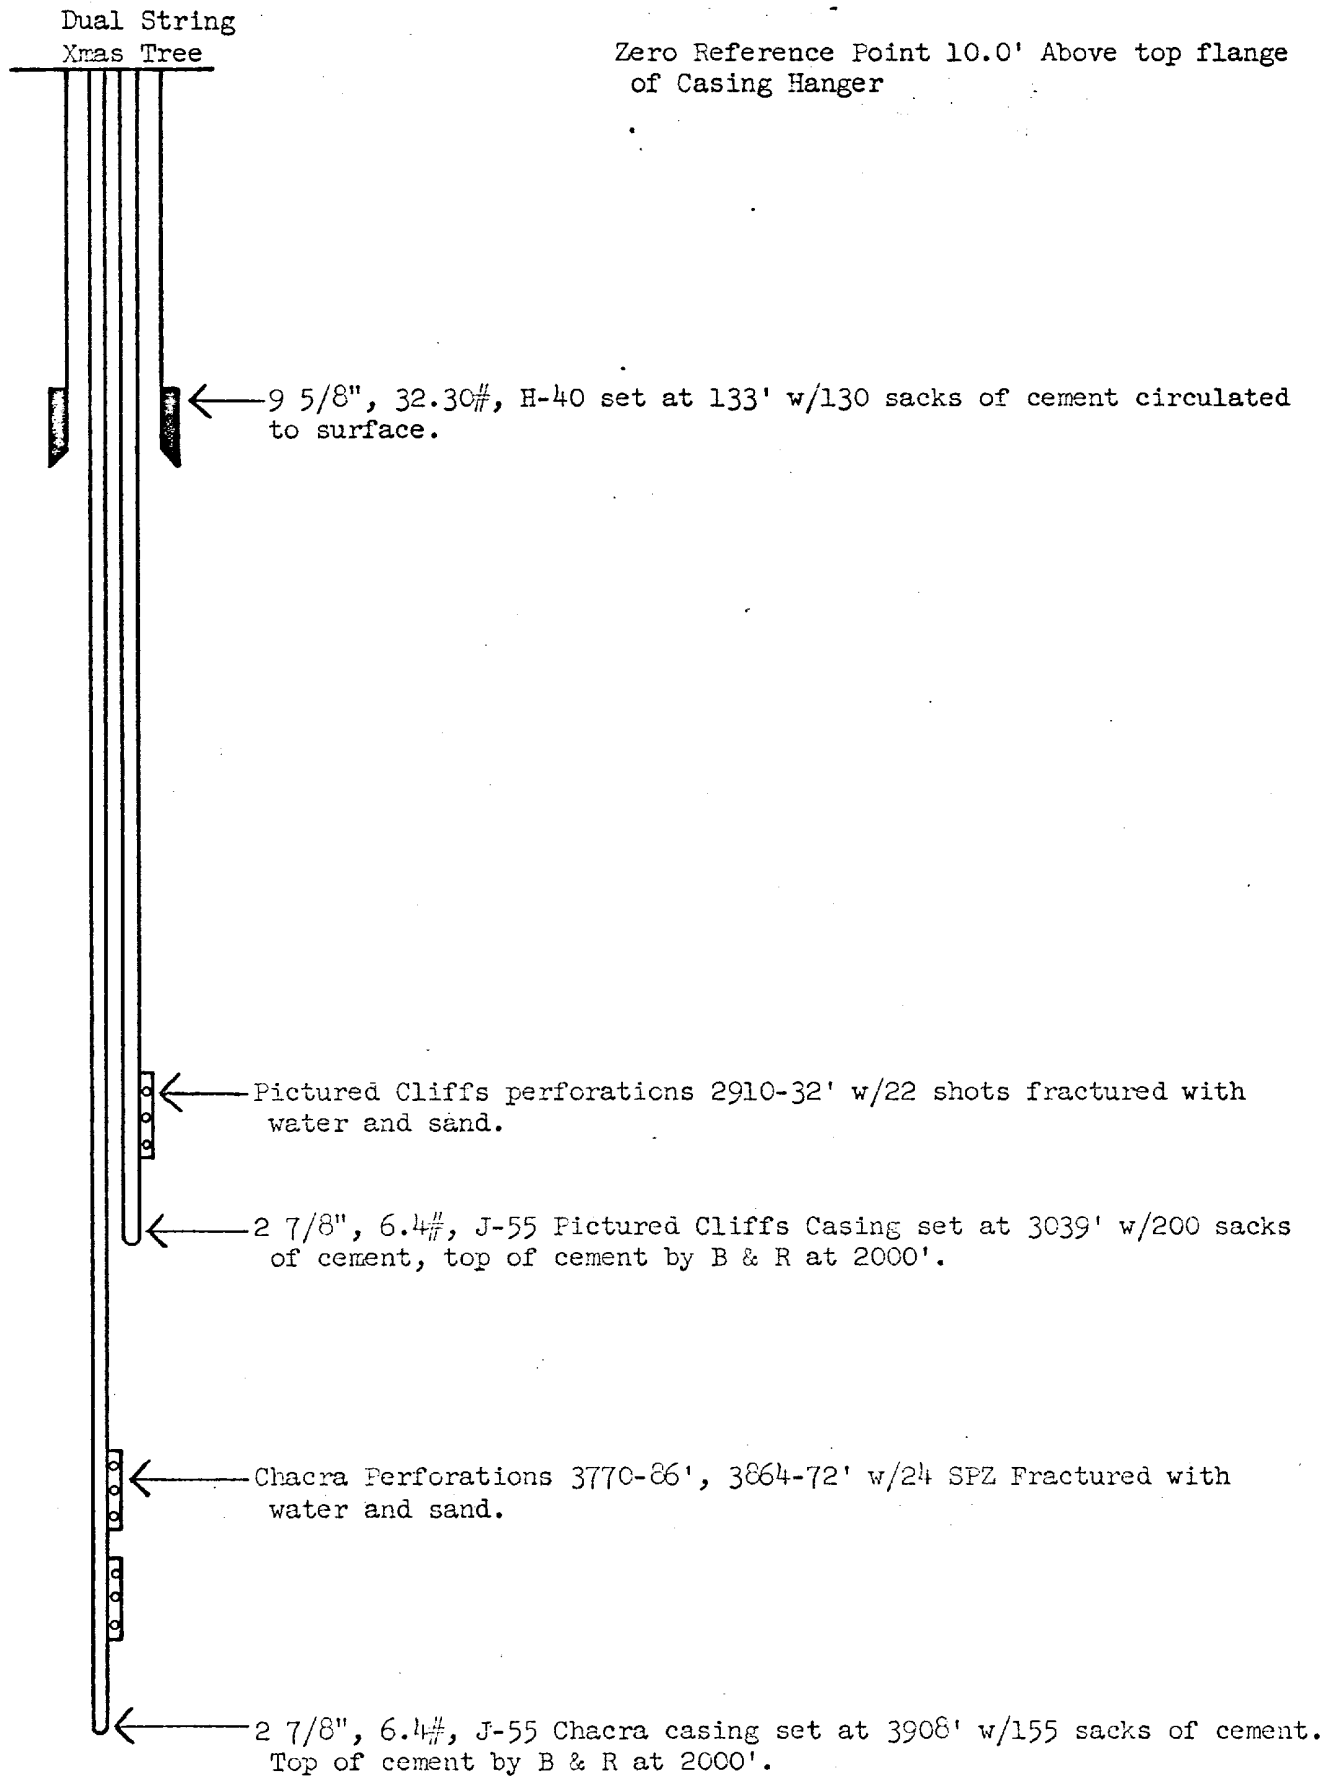 Dual String
Xmas Tree
Zero Reference Point 10.0' Above top flange
of Casing Hanger
9 5/8", 32.30#, H-40 set at 133' w/130 sacks of cement circulated
to surface.
Pictured Cliffs perforations 2910-32' w/22 shots fractured with
water and sand.
2 7/8", 6.4#, J-55 Pictured Cliffs Casing set at 3039' w/200 sacks
of cement, top of cement by B & R at 2000'.
Chacra Perforations 3770-86', 3864-72' w/24 SPZ Fractured with
water and sand.
2 7/8", 6.4#, J-55 Chacra casing set at 3908' w/155 sacks of cement.
Top of cement by B & R at 2000'.